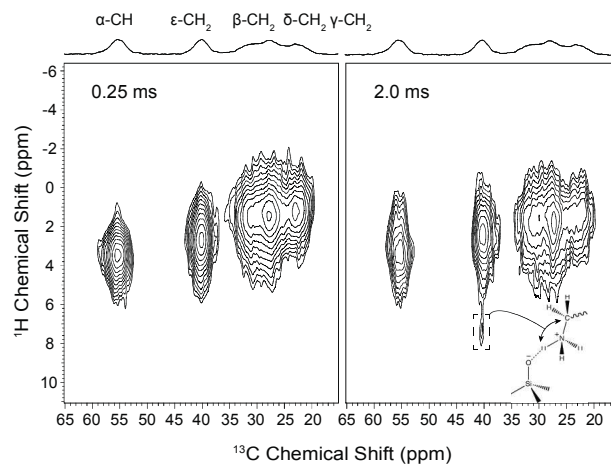 α-CH ε-CH₂ β-CH₂ δ-CH₂ γ-CH₂
0.25 ms 2.0 ms
-6
-4
-2
0
2
4
6
8
10
¹H Chemical Shift (ppm)
H
H
C
N
+
H
H
H
O
−
Si
65 60 55 50 45 40 35 30 25 20 65 60 55 50 45 40 35 30 25 20
¹³C Chemical Shift (ppm)